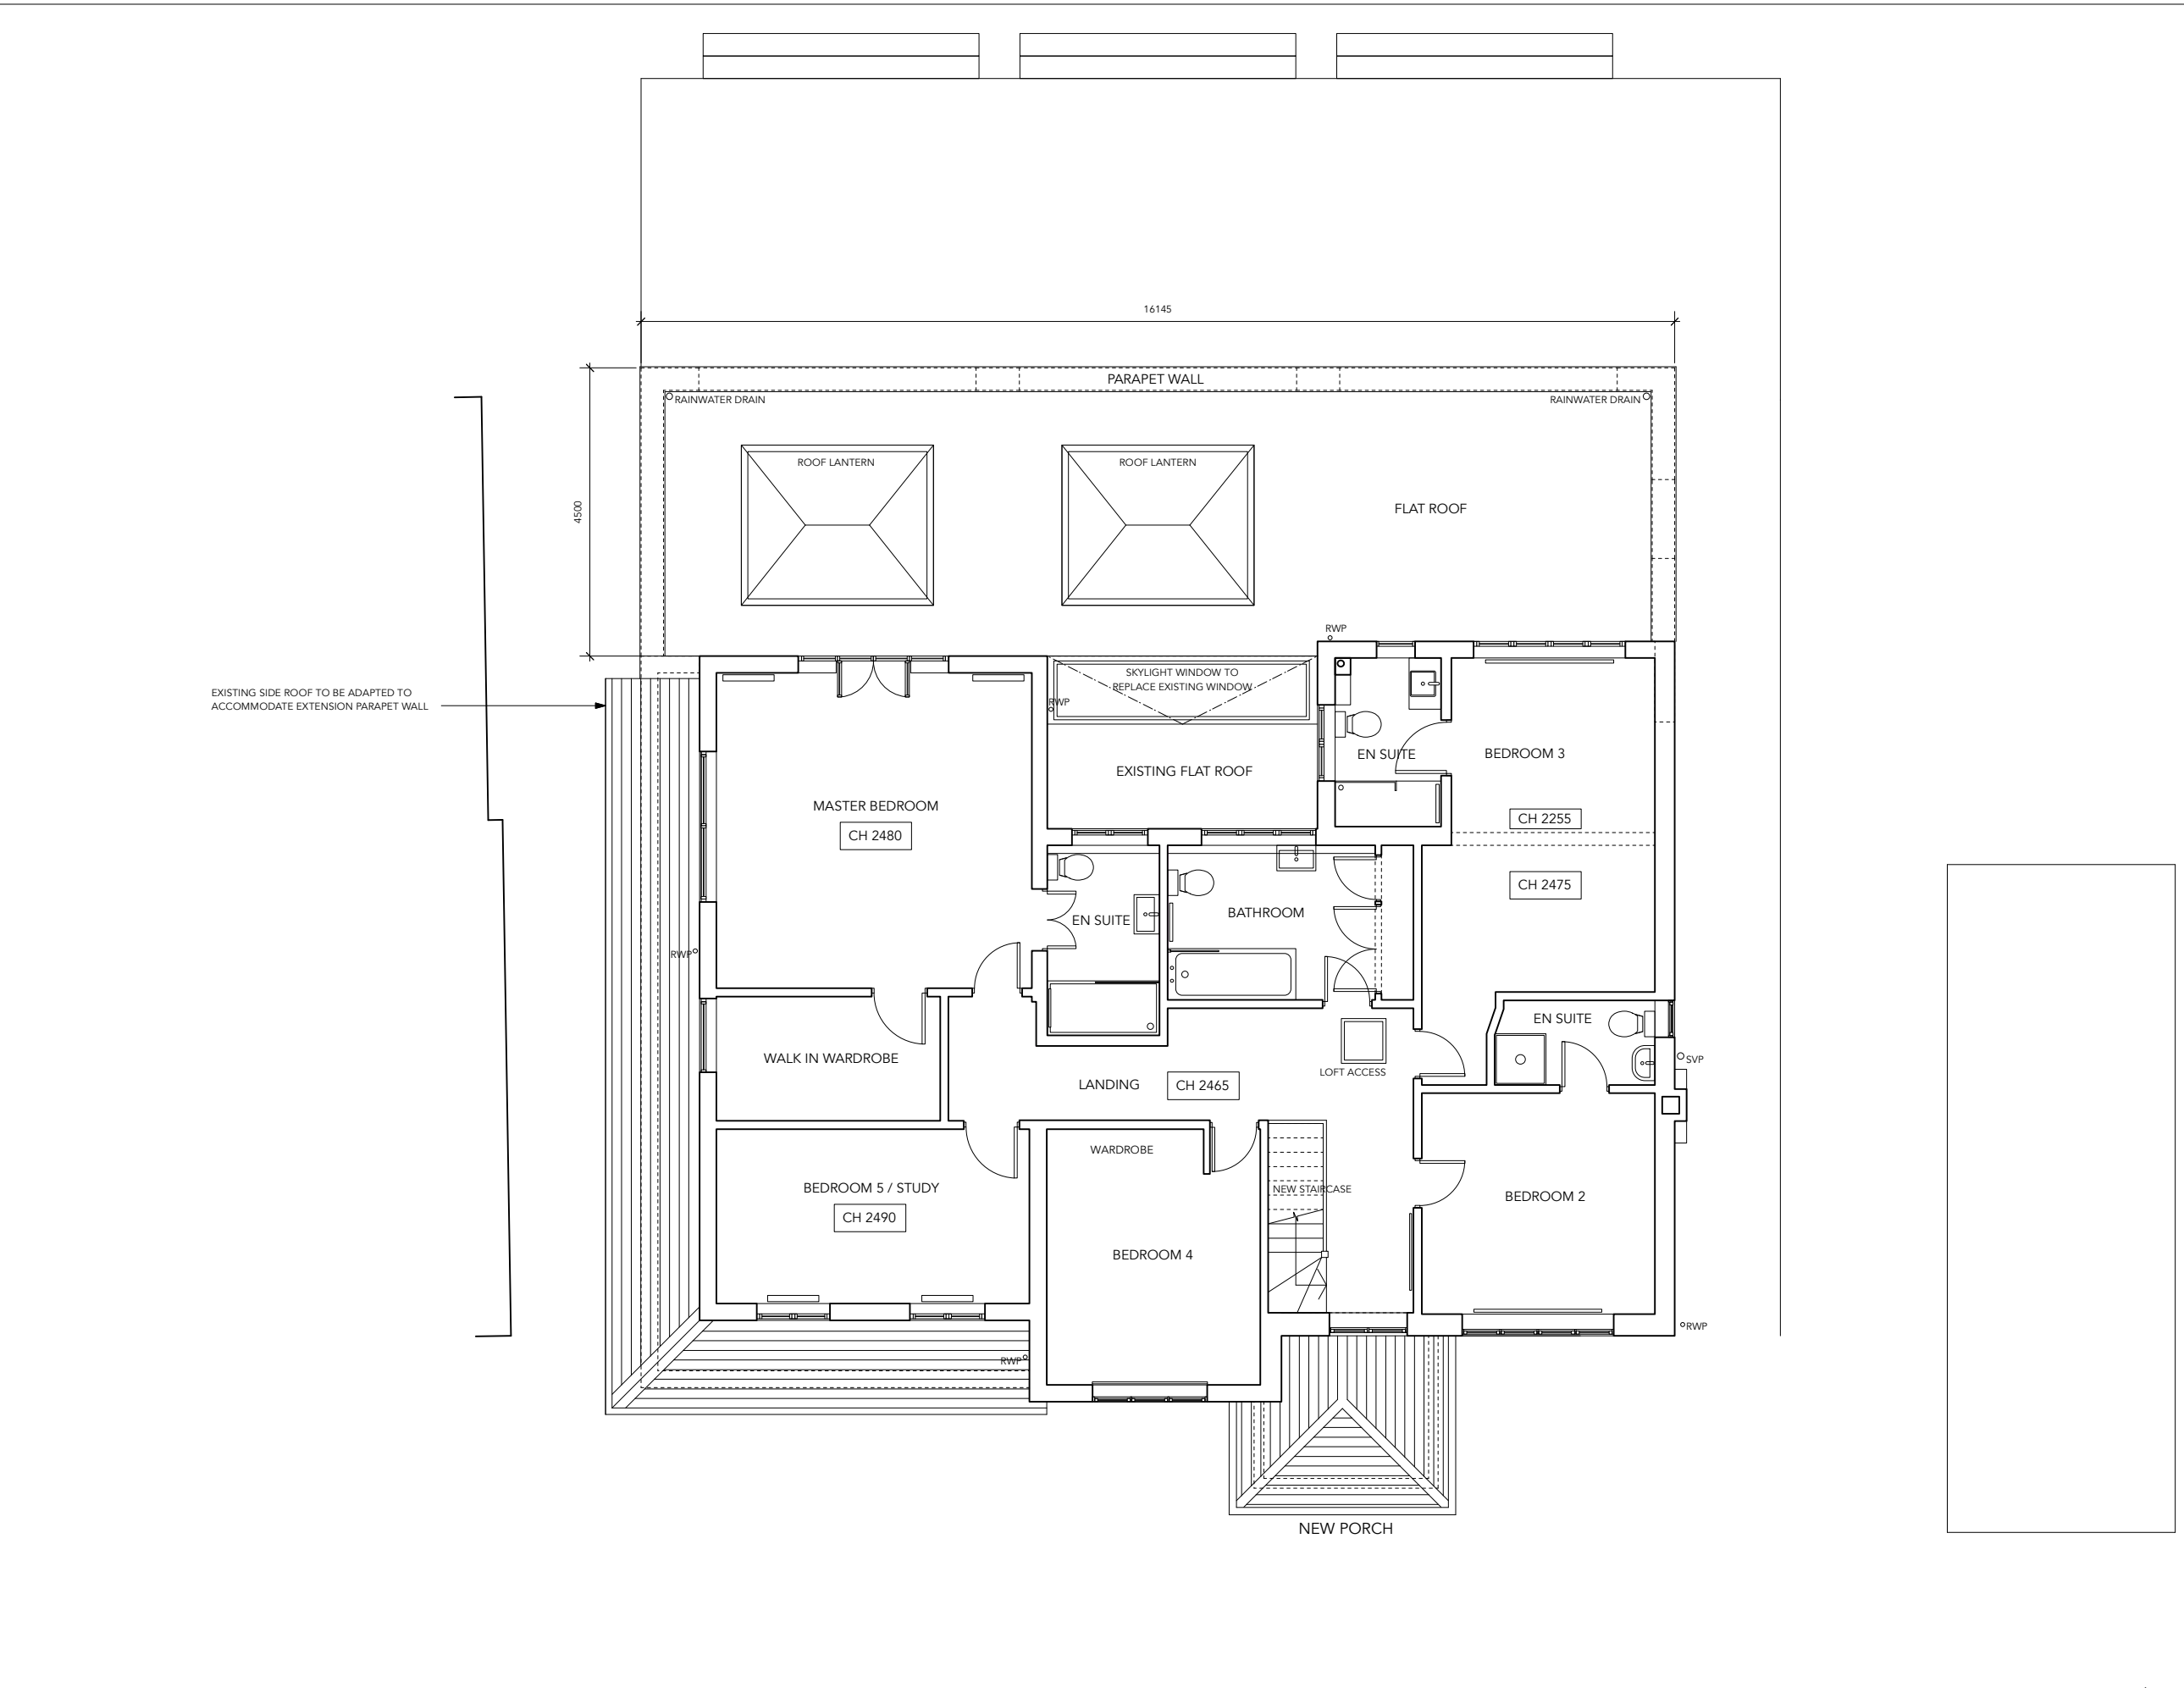 16145
PARAPET WALL
RAINWATER DRAIN
RAINWATER DRAIN
ROOF LANTERN
ROOF LANTERN
4500
FLAT ROOF
RWP
SKYLIGHT WINDOW TO
REPLACE EXISTING WINDOW
EXISTING SIDE ROOF TO BE ADAPTED TO
ACCOMMODATE EXTENSION PARAPET WALL
RWP
EN SUITE
BEDROOM 3
EXISTING FLAT ROOF
MASTER BEDROOM
CH 2480
CH 2255
CH 2475
EN SUITE
BATHROOM
RWP
EN SUITE
WALK IN WARDROBE
SVP
LOFT ACCESS
LANDING
CH 2465
WARDROBE
BEDROOM 5 / STUDY
CH 2490
NEW STAIRCASE
BEDROOM 2
BEDROOM 4
RWP
RWP
NEW PORCH